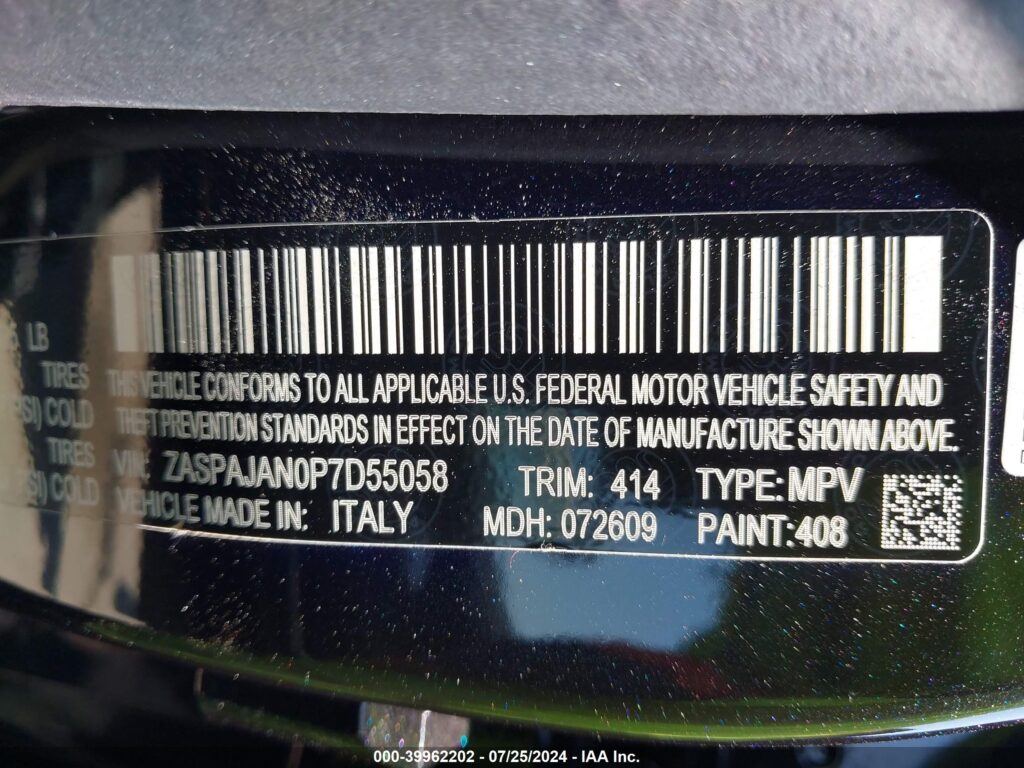 LB
TIRES
SI) COLD
TIRES
SI) COLD
THIS VEHICLE CONFORMS TO ALL APPLICABLE U.S. FEDERAL MOTOR VEHICLE SAFETY AND
THEFT PREVENTION STANDARDS IN EFFECT ON THE DATE OF MANUFACTURE SHOWN ABOVE.
VIN: ZASPAJAN0P7D55058 TRIM: 414 TYPE: MPV
VEHICLE MADE IN: ITALY MDH: 072609 PAINT: 408
000-39962202 - 07/25/2024 - IAA Inc.